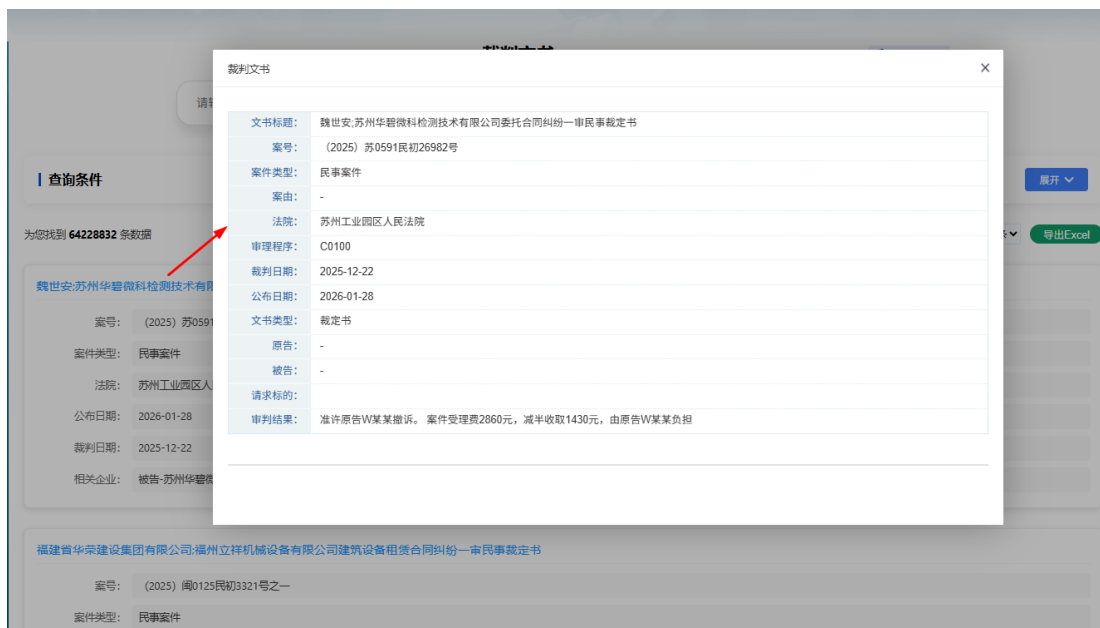 裁判文书
×
请
文书标题： 魏世安;苏州华碧微科检测技术有限公司委托合同纠纷一审民事裁定书
案号： （2025）苏0591民初26982号
案件类型： 民事案件
案由： -
法院： 苏州工业园区人民法院
审理程序： C0100
裁判日期： 2025-12-22
公布日期： 2026-01-28
文书类型： 裁定书
原告： -
被告： -
请求标的：
审判结果： 准许原告W某某撤诉。 案件受理费2860元，减半收取1430元，由原告W某某负担
查询条件
展开
为您找到 64228832 条数据
导出Excel
魏世安;苏州华碧微科检测技术有限
案号： （2025）苏0591
案件类型： 民事案件
法院： 苏州工业园区人
公布日期： 2026-01-28
裁判日期： 2025-12-22
相关企业： 被告-苏州华碧微
福建省华荣建设集团有限公司;福州立祥机械设备有限公司建筑设备租赁合同纠纷一审民事裁定书
案号： （2025）闽0125民初3321号之一
案件类型： 民事案件